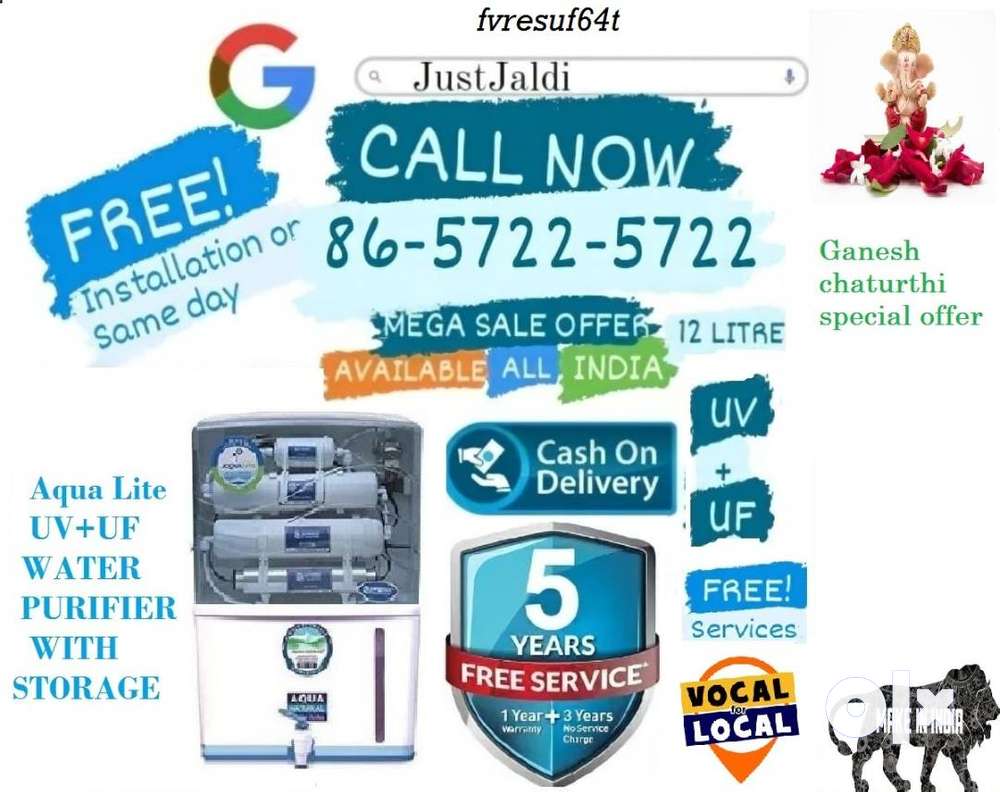 fvresuf64t
G
JustJaldi
CALL NOW
86-5722-5722
FREE!
Installation or
Same day
MEGA SALE OFFER
12 LITRE
AVAILABLE ALL INDIA
Ganesh
chaturthi
special offer
UV
+
UF
Cash On
Delivery
Aqua Lite
UV+UF
WATER
PURIFIER
WITH
STORAGE
AQUA
5
YEARS
FREE SERVICE*
1 Year + 3 Years
Warranty No Service
Charge
FREE!
Services
VOCAL
for
LOCAL
olx
MAKE IN INDIA